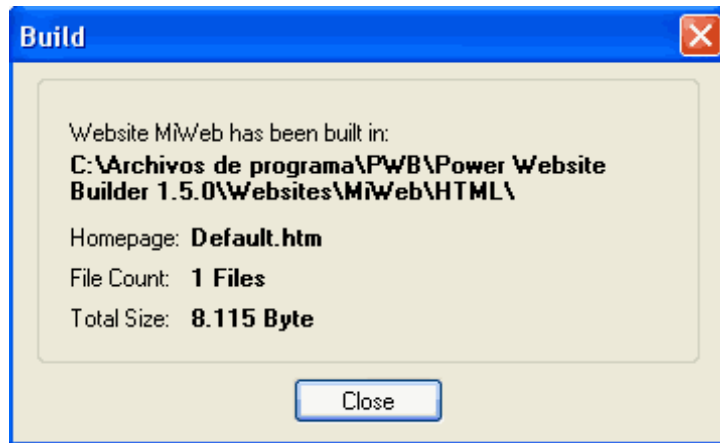 Build
Website MiWeb has been built in:
C:\Archivos de programa\PWB\Power Website
Builder 1.5.0\Websites\MiWeb\HTML\
Homepage: Default.htm
File Count: 1 Files
Total Size: 8.115 Byte
Close